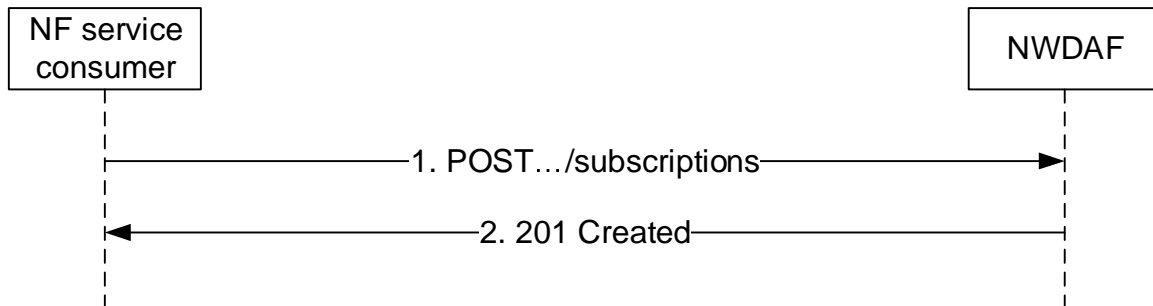 NF service
consumer
NWDAF
1. POST…/subscriptions
2. 201 Created